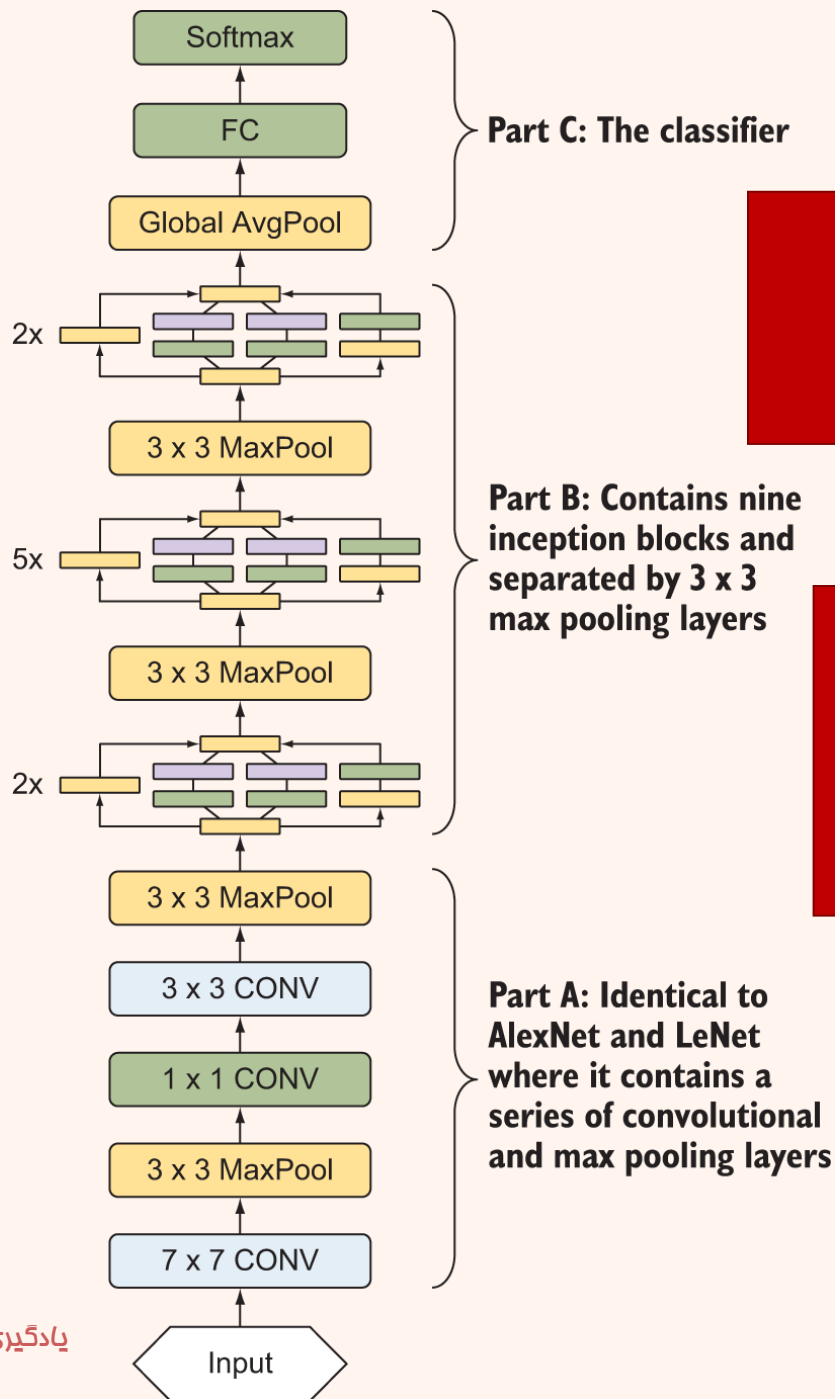 Softmax
FC
Global AvgPool
Part C: The classifier
2x
3 x 3 MaxPool
5x
3 x 3 MaxPool
2x
Part B: Contains nine
inception blocks and
separated by 3 x 3
max pooling layers
3 x 3 MaxPool
3 x 3 CONV
1 x 1 CONV
3 x 3 MaxPool
7 x 7 CONV
Part A: Identical to
AlexNet and LeNet
where it contains a
series of convolutional
and max pooling layers
Input